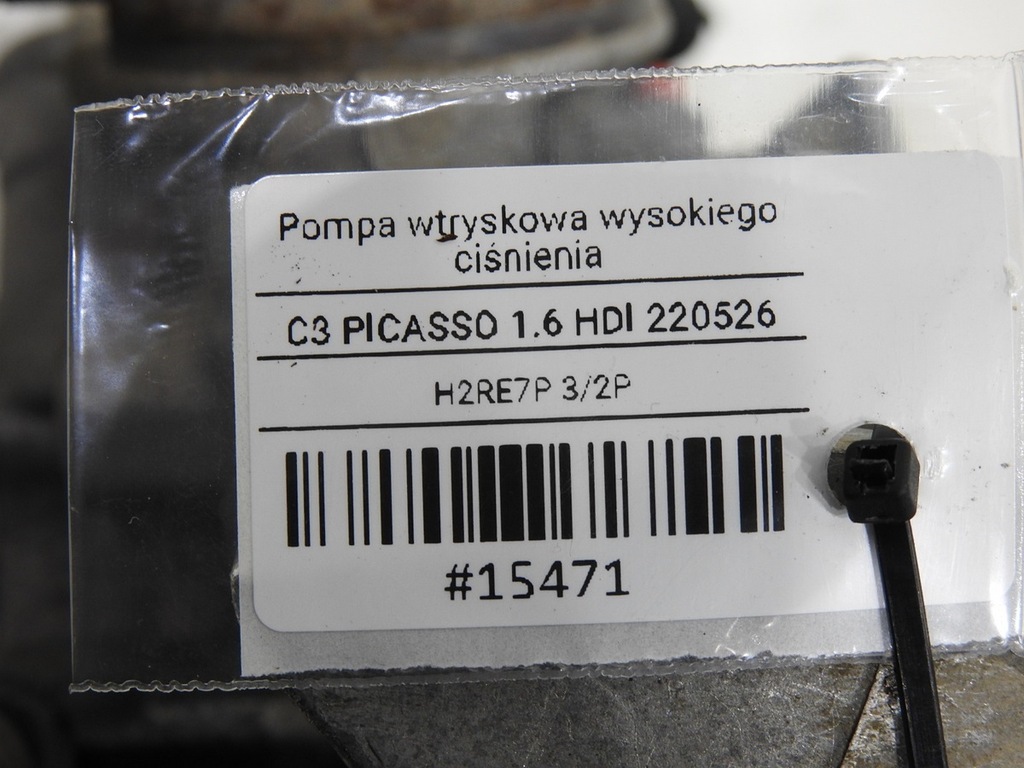 Pompa wtryskowa wysokiego
ciśnienia
C3 PICASSO 1.6 HDI 220526
H2RE7P 3/2P
#15471